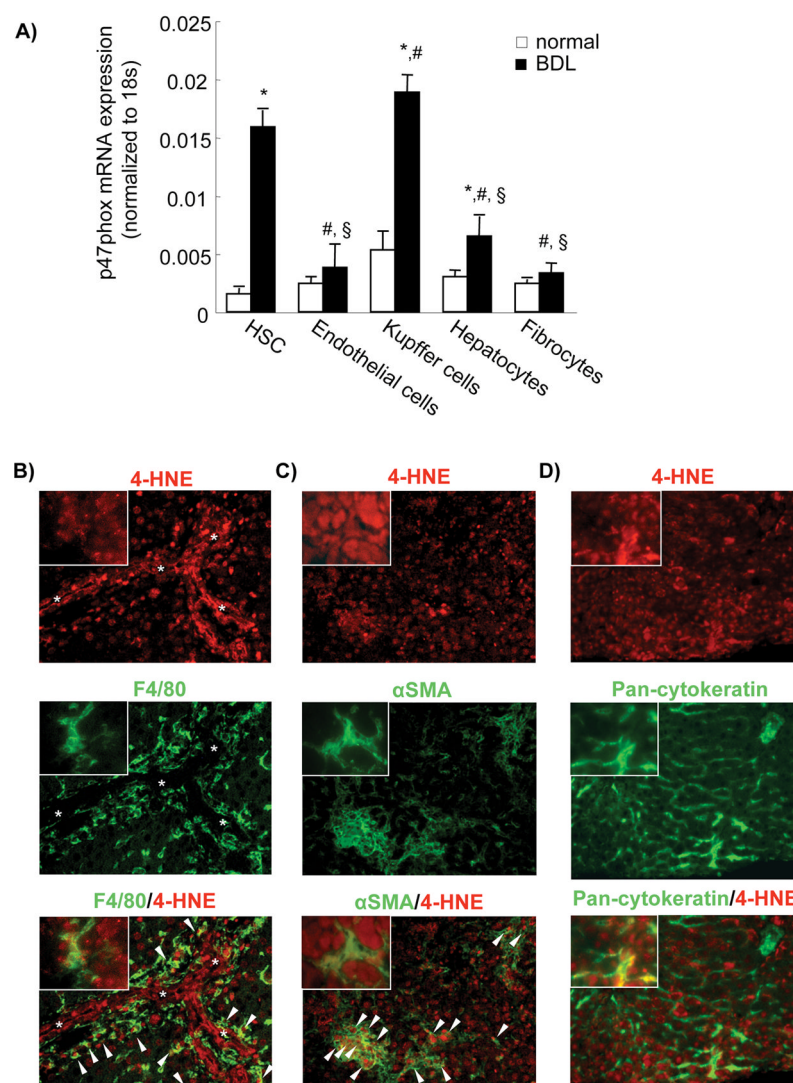 A)
p47phox mRNA expression
(normalized to 18s)
0.025
0.02
0.015
0.01
0.005
0
normal
BDL
*
#, §
*,#
*,#, §
#, §
HSC
Endothelial cells
Kupffer cells
Hepatocytes
Fibrocytes
B)
4-HNE
* * * *
F4/80
* * * *
F4/80/4-HNE
* * * *
C)
4-HNE
αSMA
αSMA/4-HNE
D)
4-HNE
Pan-cytokeratin
Pan-cytokeratin/4-HNE